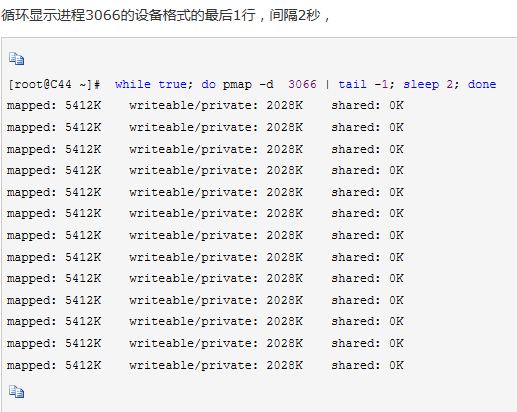 循环显示进程3066的设备格式的最后1行，间隔2秒，
[root@C44 ~]#  while true; do pmap -d  3066 | tail -1; sleep 2; done
mapped: 5412K    writeable/private: 2028K    shared: 0K
mapped: 5412K    writeable/private: 2028K    shared: 0K
mapped: 5412K    writeable/private: 2028K    shared: 0K
mapped: 5412K    writeable/private: 2028K    shared: 0K
mapped: 5412K    writeable/private: 2028K    shared: 0K
mapped: 5412K    writeable/private: 2028K    shared: 0K
mapped: 5412K    writeable/private: 2028K    shared: 0K
mapped: 5412K    writeable/private: 2028K    shared: 0K
mapped: 5412K    writeable/private: 2028K    shared: 0K
mapped: 5412K    writeable/private: 2028K    shared: 0K
mapped: 5412K    writeable/private: 2028K    shared: 0K
mapped: 5412K    writeable/private: 2028K    shared: 0K
mapped: 5412K    writeable/private: 2028K    shared: 0K